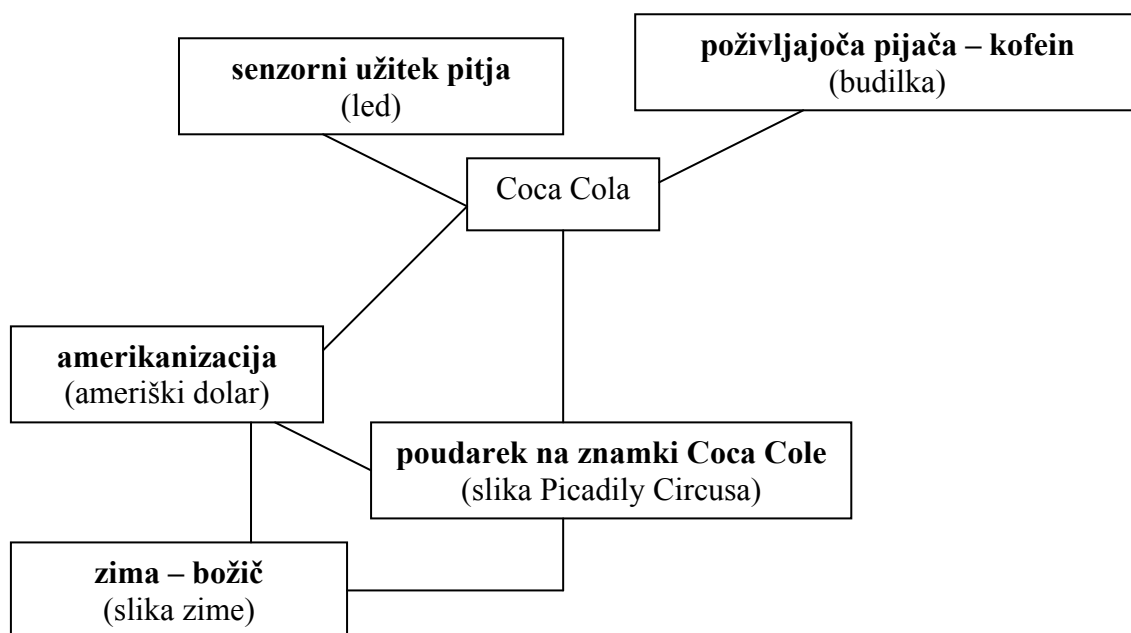 senzorni užitek pitja
(led)
poživljajoča pijača – kofein
(budilka)
Coca Cola
amerikanizacija
(ameriški dolar)
poudarek na znamki Coca Cole
(slika Picadily Circusa)
zima – božič
(slika zime)